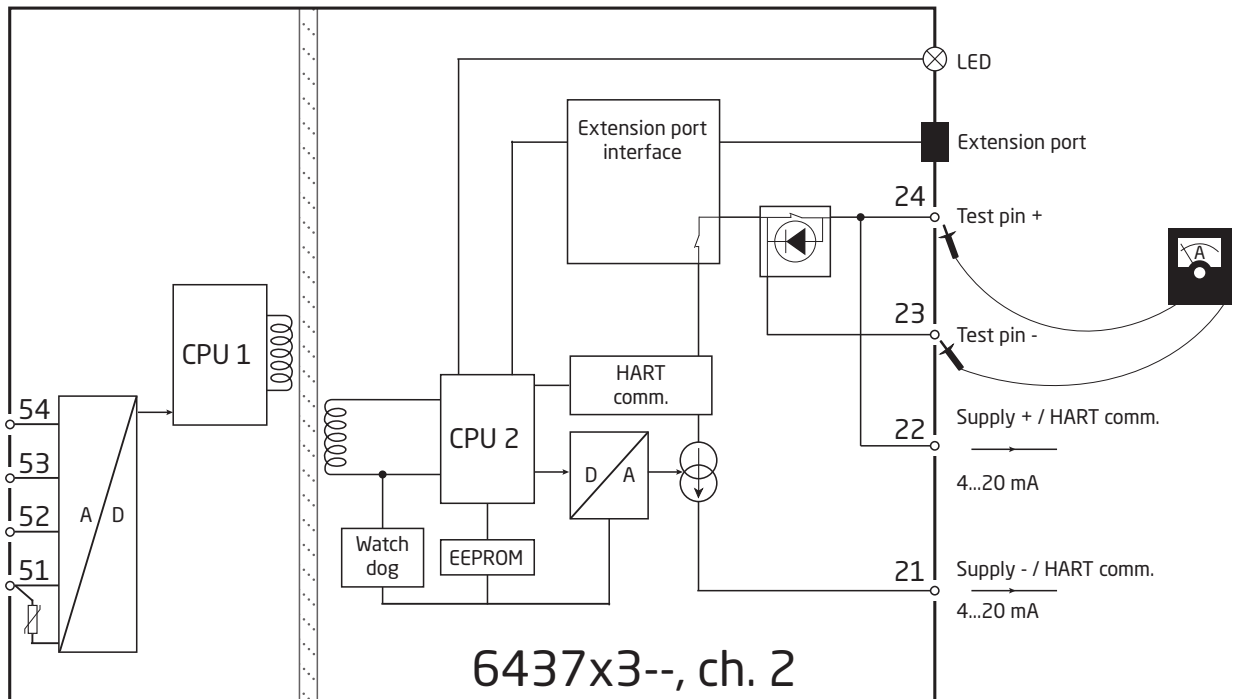 LED
Extension port
interface
Extension port
24
Test pin +
A
23
Test pin -
CPU 1
HART
comm.
54
Supply + / HART comm.
22
CPU 2
53
D
A
4...20 mA
A
D
52
Watch
dog
EEPROM
51
21
Supply - / HART comm.
4...20 mA
6437x3--, ch. 2